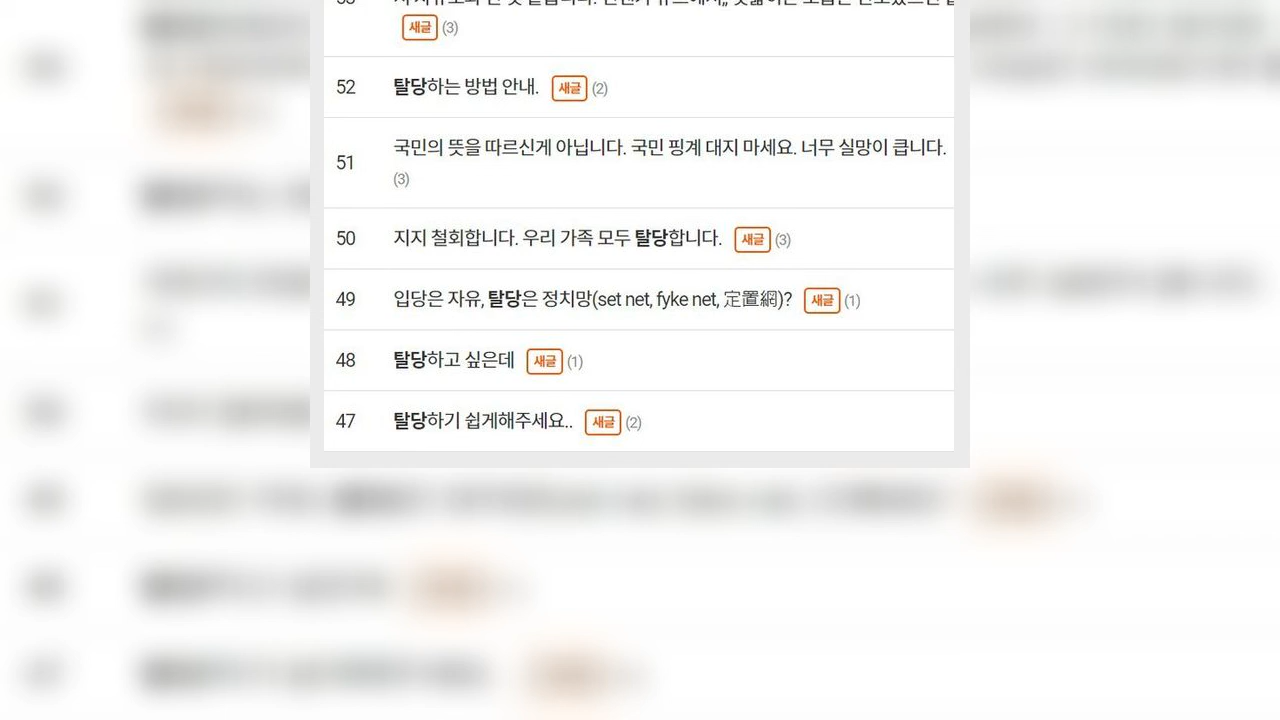 새글 (3)
52 탈당하는 방법 안내. 새글 (2)
51 국민의 뜻을 따르신게 아닙니다. 국민 핑계 대지 마세요. 너무 실망이 큽니다.
(3)
50 지지 철회합니다. 우리 가족 모두 탈당합니다. 새글 (3)
49 입당은 자유, 탈당은 정치망(set net, fyke net, 定置網)? 새글 (1)
48 탈당하고 싶은데 새글 (1)
47 탈당하기 쉽게해주세요.. 새글 (2)